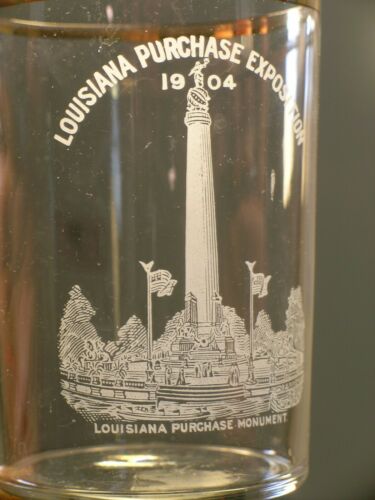 LOUISIANA PURCHASE EXPOSITION
1904
LOUISIANA PURCHASE MONUMENT